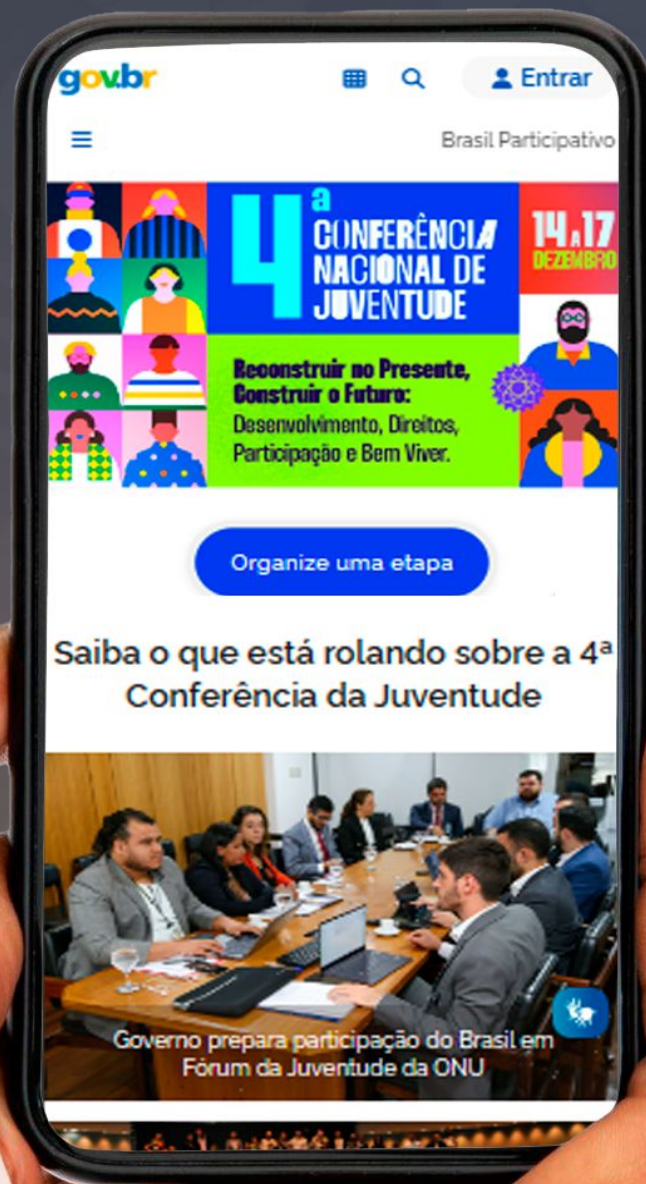 gov.br
Entrar
Brasil Participativo
4ª
CONFERÊNCIA
NACIONAL DE
JUVENTUDE
14 A 17
DEZEMBRO
Reconstruir no Presente,
Construir o Futuro:
Desenvolvimento, Direitos,
Participação e Bem Viver.
Organize uma etapa
Saiba o que está rolando sobre a 4ª
Conferência da Juventude
Governo prepara participação do Brasil em
Fórum da Juventude da ONU